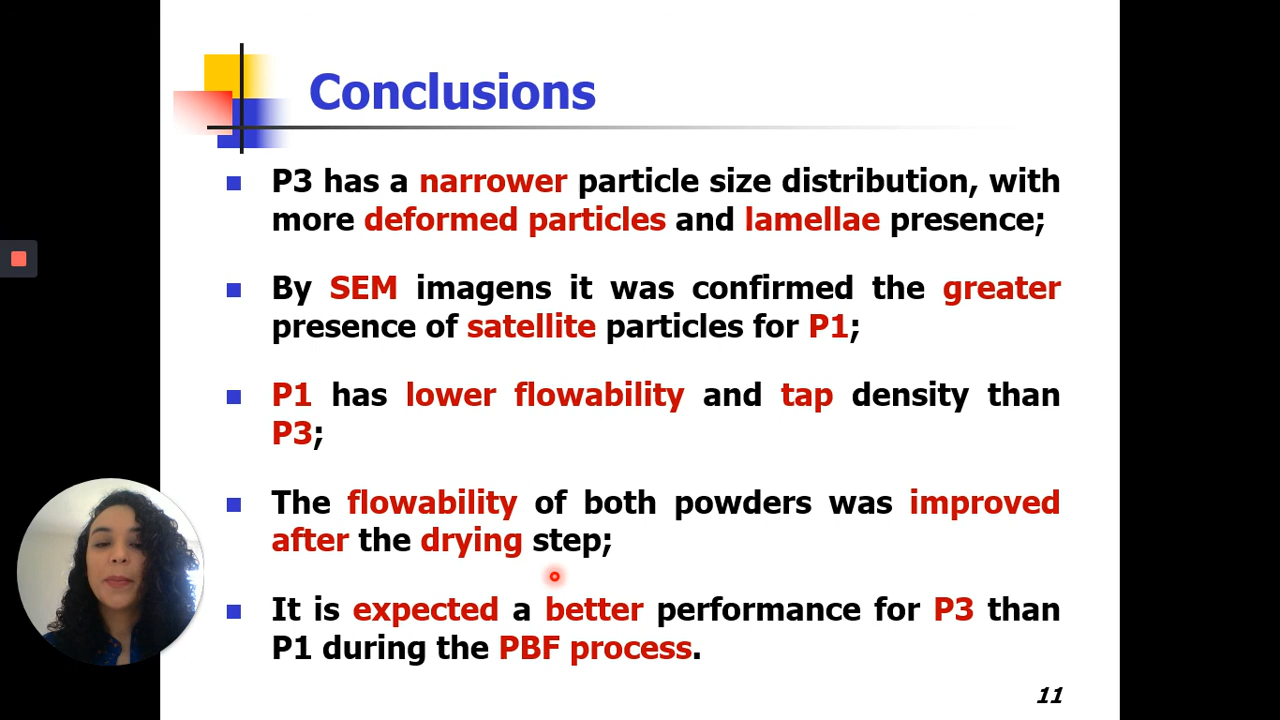 Conclusions
P3 has a narrower particle size distribution, with
more deformed particles and lamellae presence;
By SEM imagens it was confirmed the greater
presence of satellite particles for P1;
P1 has lower flowability and tap density than
P3;
The flowability of both powders was improved
after the drying step;
It is expected a better performance for P3 than
P1 during the PBF process.
11